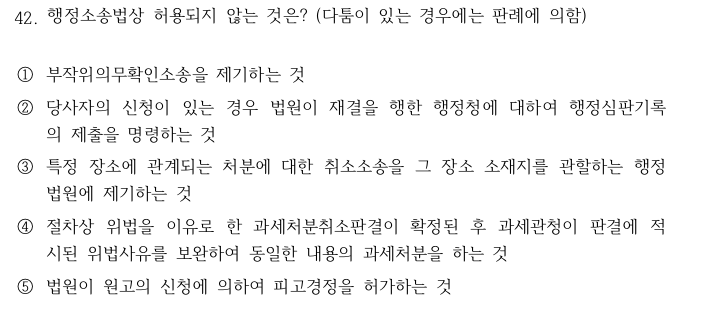 42. 행정소송법상 허용되지 않는 것은? (다툼이 있는 경우에는 판례에 의함)
① 부작위의무확인소송을 제기하는 것
② 당사자의 신청이 있는 경우 법원이 재결을 행한 행정청에 대하여 행정심판기록
의 제출을 명령하는 것
③ 특정 장소에 관계되는 처분에 대한 취소소송을 그 장소 소재지를 관할하는 행정
법원에 제기하는 것
④ 절차상 위법을 이유로 한 과세처분취소판결이 확정된 후 과세관청이 판결에 적
시된 위법사유를 보완하여 동일한 내용의 과세처분을 하는 것
⑤ 법원이 원고의 신청에 의하여 피고경정을 허가하는 것